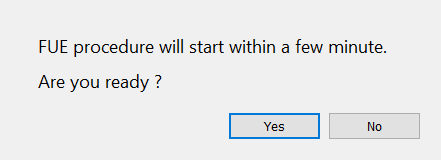 FUE procedure will start within a few minute.
Are you ready ?
Yes No